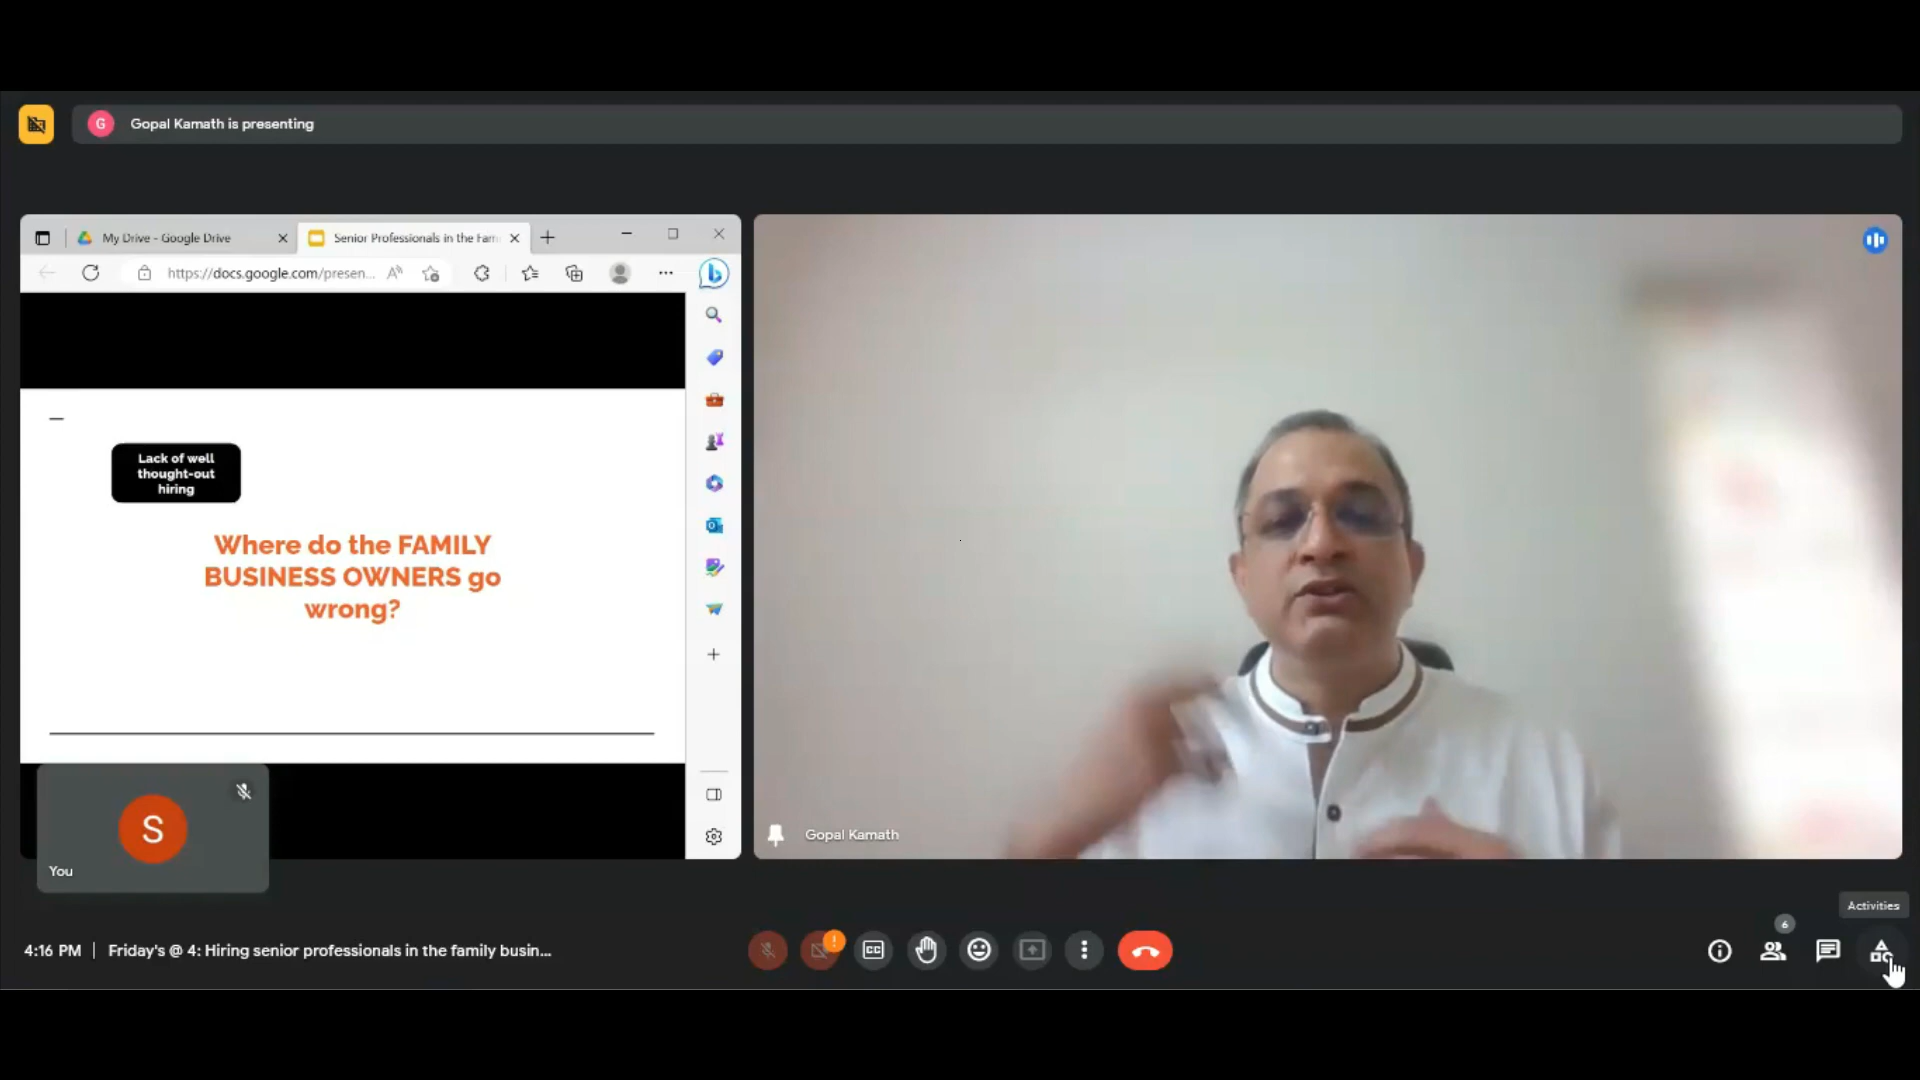 G
Gopal Kamath is presenting
My Drive - Google Drive
Senior Professionals in the Fam
https://docs.google.com/presen...
Lack of well
thought-out
hiring
Where do the FAMILY
BUSINESS OWNERS go
wrong?
S
You
Gopal Kamath
Activities
6
4:16 PM | Friday's @ 4: Hiring senior professionals in the family busin...